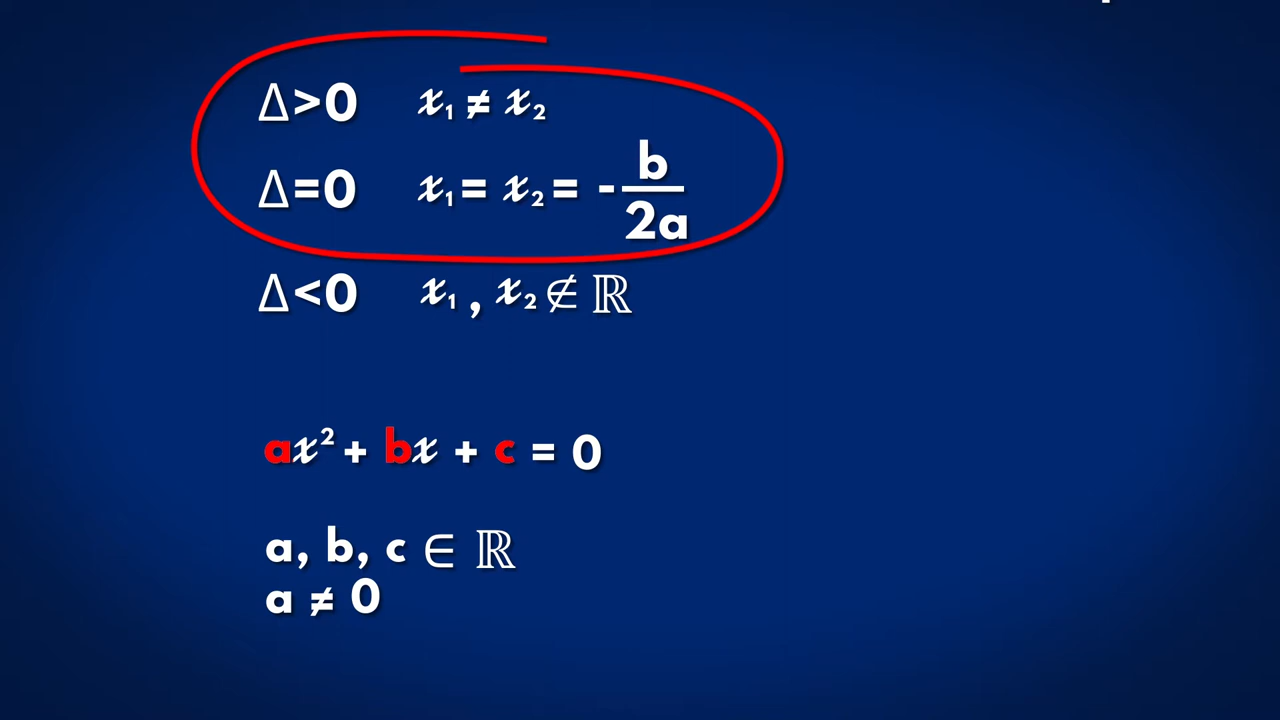 Δ>0 x₁ ≠ x₂
Δ=0 x₁ = x₂ = -b/2a
Δ<0 x₁ , x₂ ∉ ℝ
ax² + bx + c = 0
a, b, c ∈ ℝ
a ≠ 0